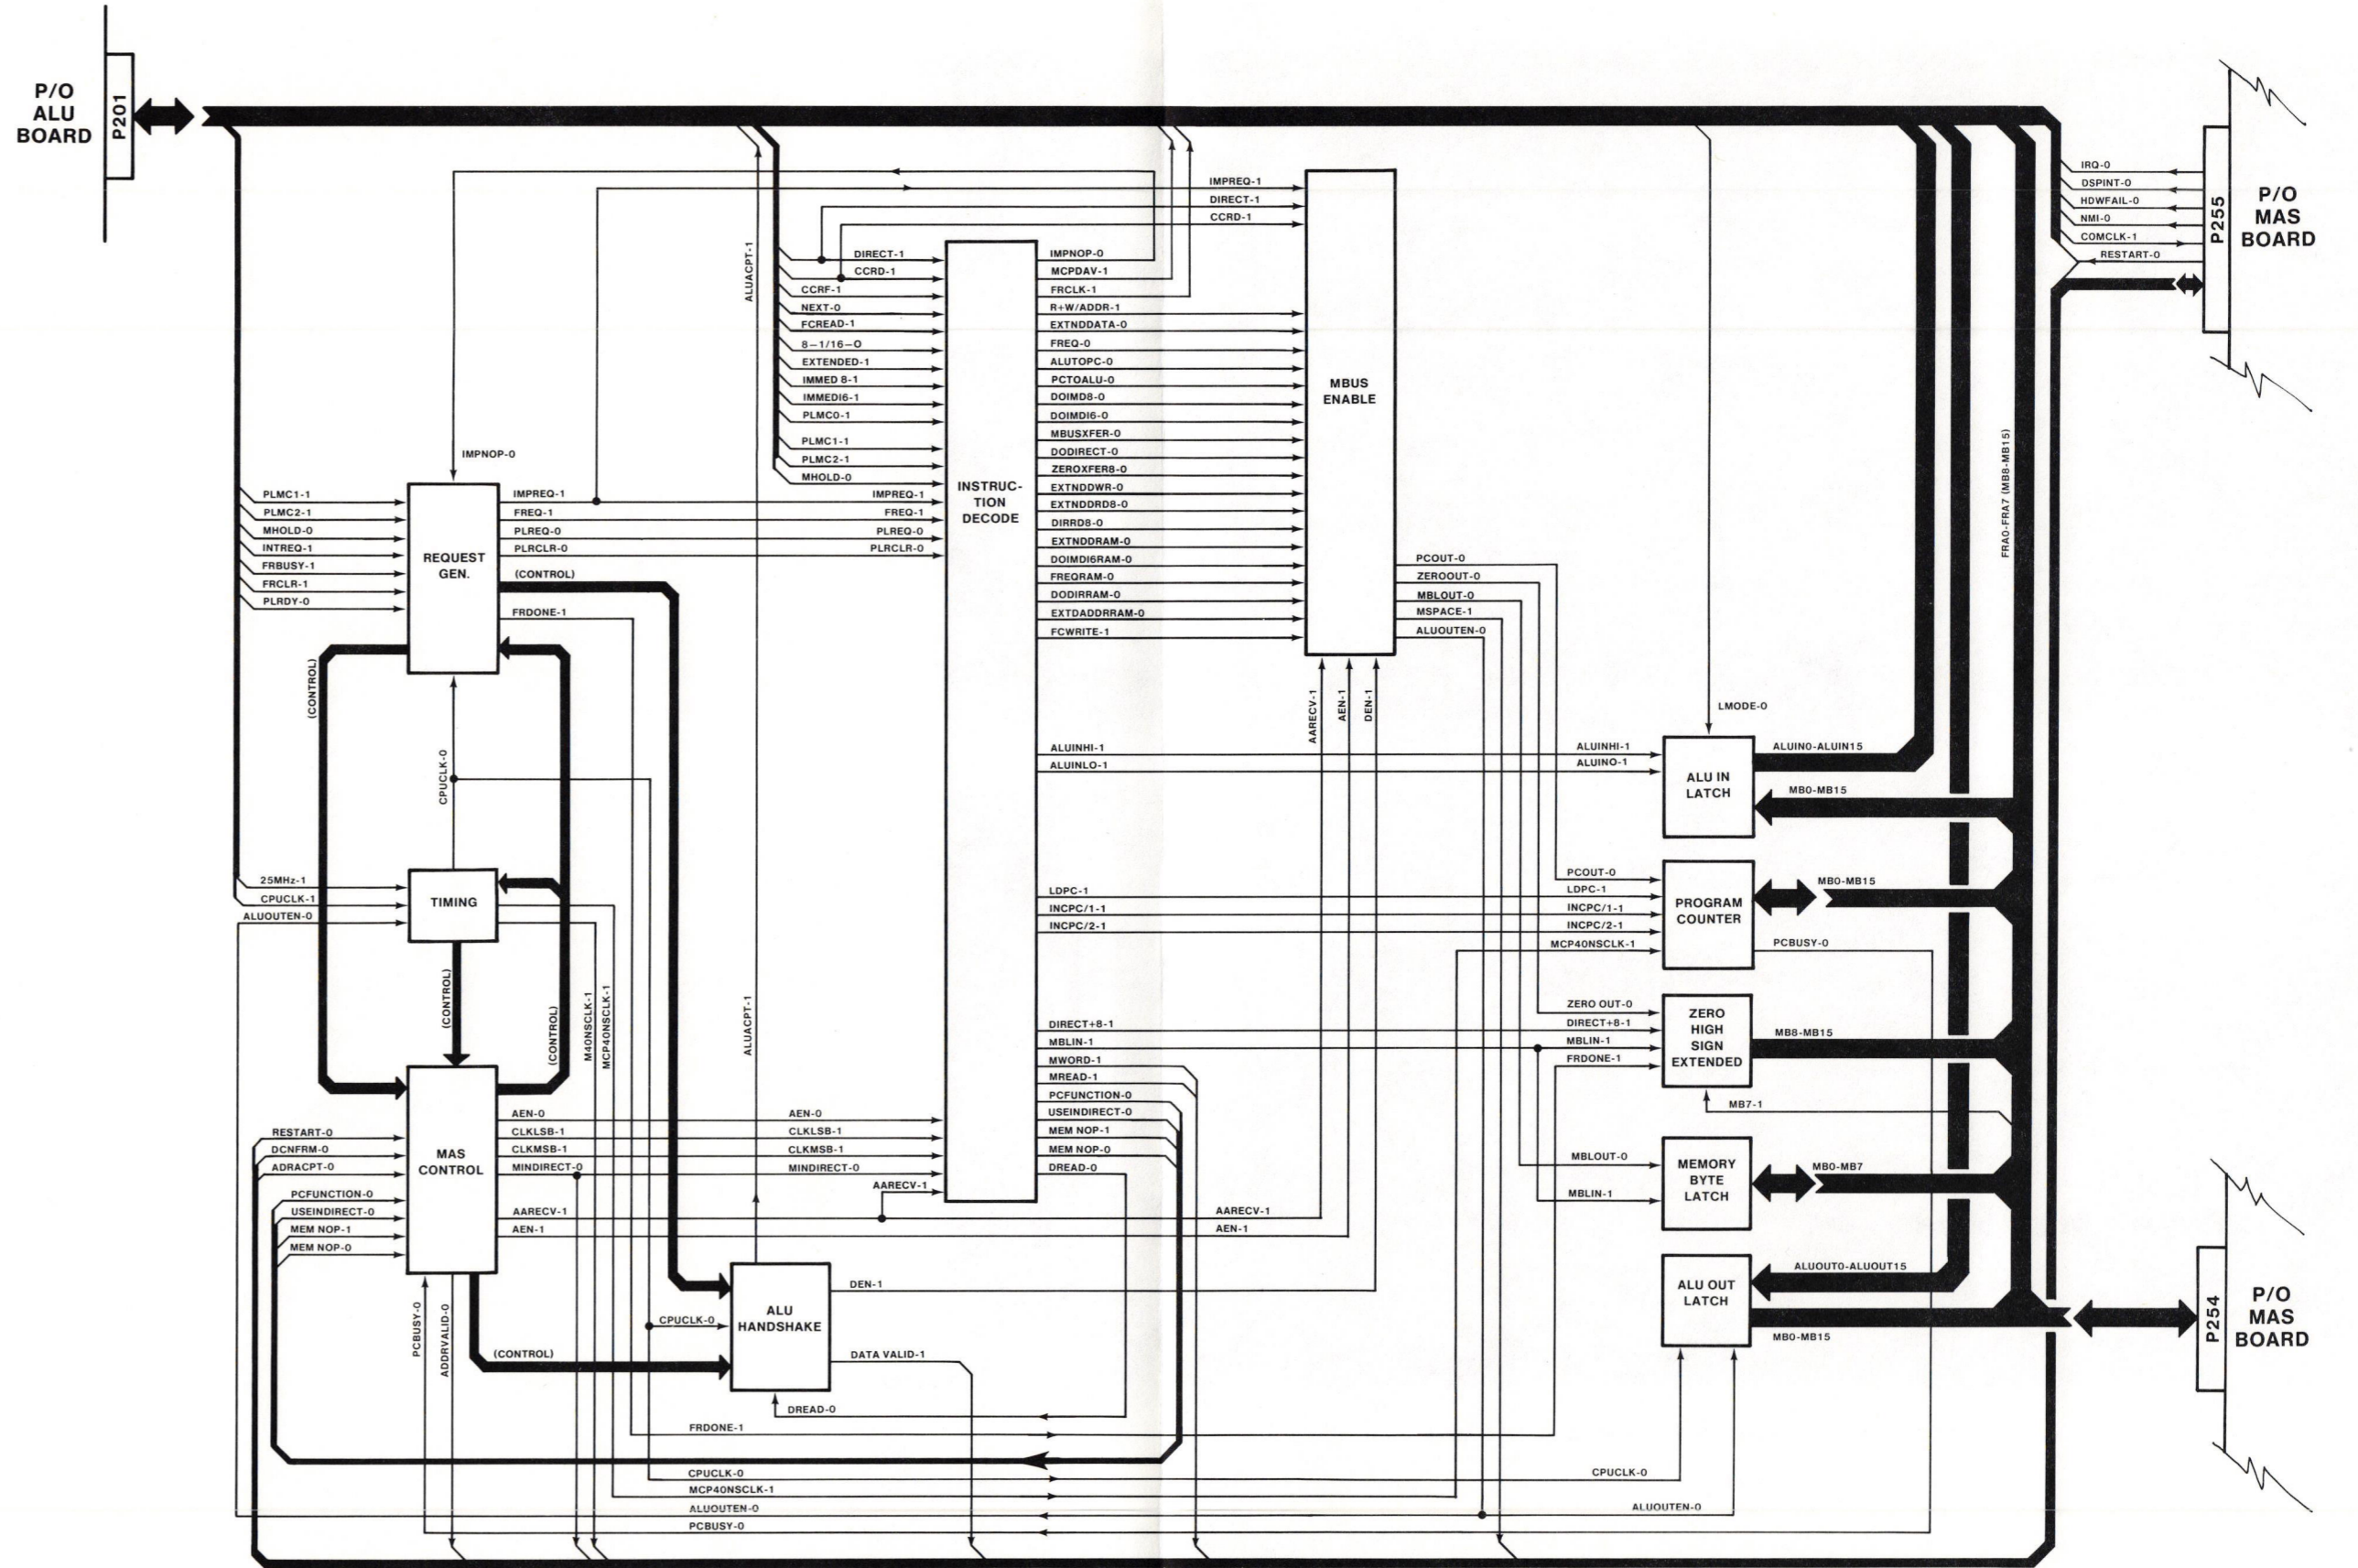 P/O
ALU
BOARD
P201
IRQ-0
DSPINT-0
HDWFAIL-0
NMI-0
COMCLK-1
RESTART-0
P255
P/O
MAS
BOARD
IMPREQ-1
DIRECT-1
CCRD-1
ALUACPT-1
DIRECT-1
CCRD-1
CCRF-1
NEXT-0
FCREAD-1
8-1/16-O
EXTENDED-1
IMMED 8-1
IMMEDI6-1
PLMC0-1
PLMC1-1
PLMC2-1
MHOLD-0
INSTRUC-
TION
DECODE
IMPNOP-0
MCPDAV-1
FRCLK-1
R+W/ADDR-1
EXTNDDATA-0
FREQ-0
ALUTOPC-0
PCTOALU-0
DOIMD8-0
DOIMDI6-0
MBUSXFER-0
DODIRECT-0
ZEROXFER8-0
EXTNDDWR-0
EXTNDDRD8-0
DIRRD8-0
EXTNDDRAM-0
DOIMDI6RAM-0
FREQRAM-0
DODIRRAM-0
EXTDADDRRAM-0
FCWRITE-1
MBUS
ENABLE
FRA0-FRA7 (MB8-MB15)
IMPNOP-0
PLMC1-1
PLMC2-1
MHOLD-0
INTREQ-1
FRBUSY-1
FRCLR-1
PLRDY-0
REQUEST
GEN.
IMPREQ-1
FREQ-1
PLREQ-0
PLRCLR-0
(CONTROL)
FRDONE-1
IMPREQ-1
FREQ-1
PLREQ-0
PLRCLR-0
PCOUT-0
ZEROOUT-0
MBLOUT-0
MSPACE-1
ALUOUTEN-0
(CONTROL)
CPUCLK-0
AARECV-1
AEN-1
DEN-1
LMODE-0
ALUINHI-1
ALUINLO-1
ALUINHI-1
ALUINO-1
ALU IN
LATCH
ALUIN0-ALUIN15
MB0-MB15
25MHz-1
CPUCLK-1
ALUOUTEN-0
TIMING
LDPC-1
INCPC/1-1
INCPC/2-1
PCOUT-0
LDPC-1
INCPC/1-1
INCPC/2-1
MCP40NSCLK-1
PROGRAM
COUNTER
MB0-MB15
PCBUSY-0
(CONTROL)
(CONTROL)
M40NSCLK-1
MCP40NSCLK-1
ALUACPT-1
DIRECT+8-1
MBLIN-1
MWORD-1
MREAD-1
PCFUNCTION-0
USEINDIRECT-0
MEM NOP-1
MEM NOP-0
DREAD-0
ZERO OUT-0
DIRECT+8-1
MBLIN-1
FRDONE-1
ZERO
HIGH
SIGN
EXTENDED
MB8-MB15
MB7-1
RESTART-0
DCNFRM-0
ADRACPT-0
PCFUNCTION-0
USEINDIRECT-0
MEM NOP-1
MEM NOP-0
MAS
CONTROL
AEN-0
CLKLSB-1
CLKMSB-1
MINDIRECT-0
AARECV-1
AEN-1
AEN-0
CLKLSB-1
CLKMSB-1
MINDIRECT-0
AARECV-1
AARECV-1
AEN-1
MBLOUT-0
MBLIN-1
MEMORY
BYTE
LATCH
MB0-MB7
PCBUSY-0
ADDRVALID-0
(CONTROL)
CPUCLK-0
ALU
HANDSHAKE
DEN-1
DATA VALID-1
DREAD-0
ALU OUT
LATCH
ALUOUT0-ALUOUT15
MB0-MB15
P254
P/O
MAS
BOARD
FRDONE-1
CPUCLK-0
CPUCLK-0
MCP40NSCLK-1
ALUOUTEN-0
ALUOUTEN-0
PCBUSY-0